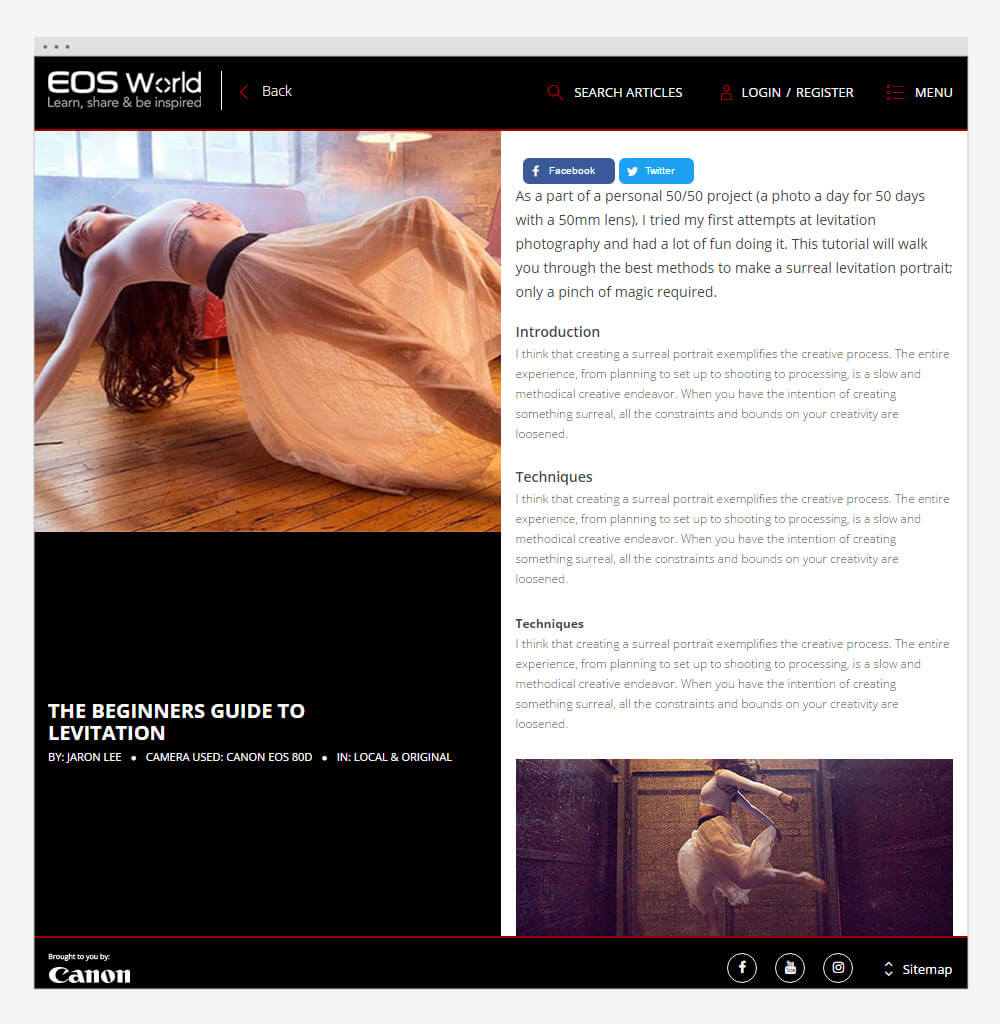 EOS World
Learn, share & be inspired
Back
SEARCH ARTICLES
LOGIN / REGISTER
MENU
Facebook
Twitter
As a part of a personal 50/50 project (a photo a day for 50 days
with a 50mm lens), I tried my first attempts at levitation
photography and had a lot of fun doing it. This tutorial will walk
you through the best methods to make a surreal levitation portrait;
only a pinch of magic required.
Introduction
I think that creating a surreal portrait exemplifies the creative process. The entire
experience, from planning to set up to shooting to processing, is a slow and
methodical creative endeavor. When you have the intention of creating
something surreal, all the constraints and bounds on your creativity are
loosened.
Techniques
I think that creating a surreal portrait exemplifies the creative process. The entire
experience, from planning to set up to shooting to processing, is a slow and
methodical creative endeavor. When you have the intention of creating
something surreal, all the constraints and bounds on your creativity are
loosened.
Techniques
I think that creating a surreal portrait exemplifies the creative process. The entire
experience, from planning to set up to shooting to processing, is a slow and
methodical creative endeavor. When you have the intention of creating
something surreal, all the constraints and bounds on your creativity are
loosened.
THE BEGINNERS GUIDE TO
LEVITATION
BY: JARON LEE • CAMERA USED: CANON EOS 80D • IN: LOCAL & ORIGINAL
Brought to you by:
Canon
Sitemap